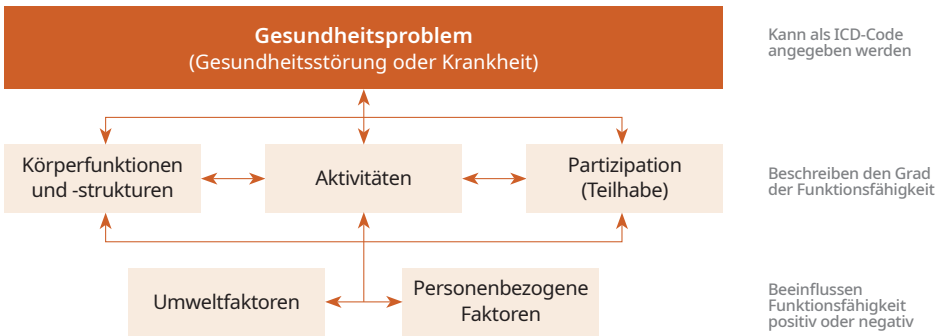 Gesundheitsproblem
(Gesundheitsstörung oder Krankheit)
Kann als ICD-Code
angegeben werden
Körperfunktionen
und -strukturen
Aktivitäten
Partizipation
(Teilhabe)
Beschreiben den Grad
der Funktionsfähigkeit
Umweltfaktoren
Personenbezogene
Faktoren
Beeinflussen
Funktionsfähigkeit
positiv oder negativ